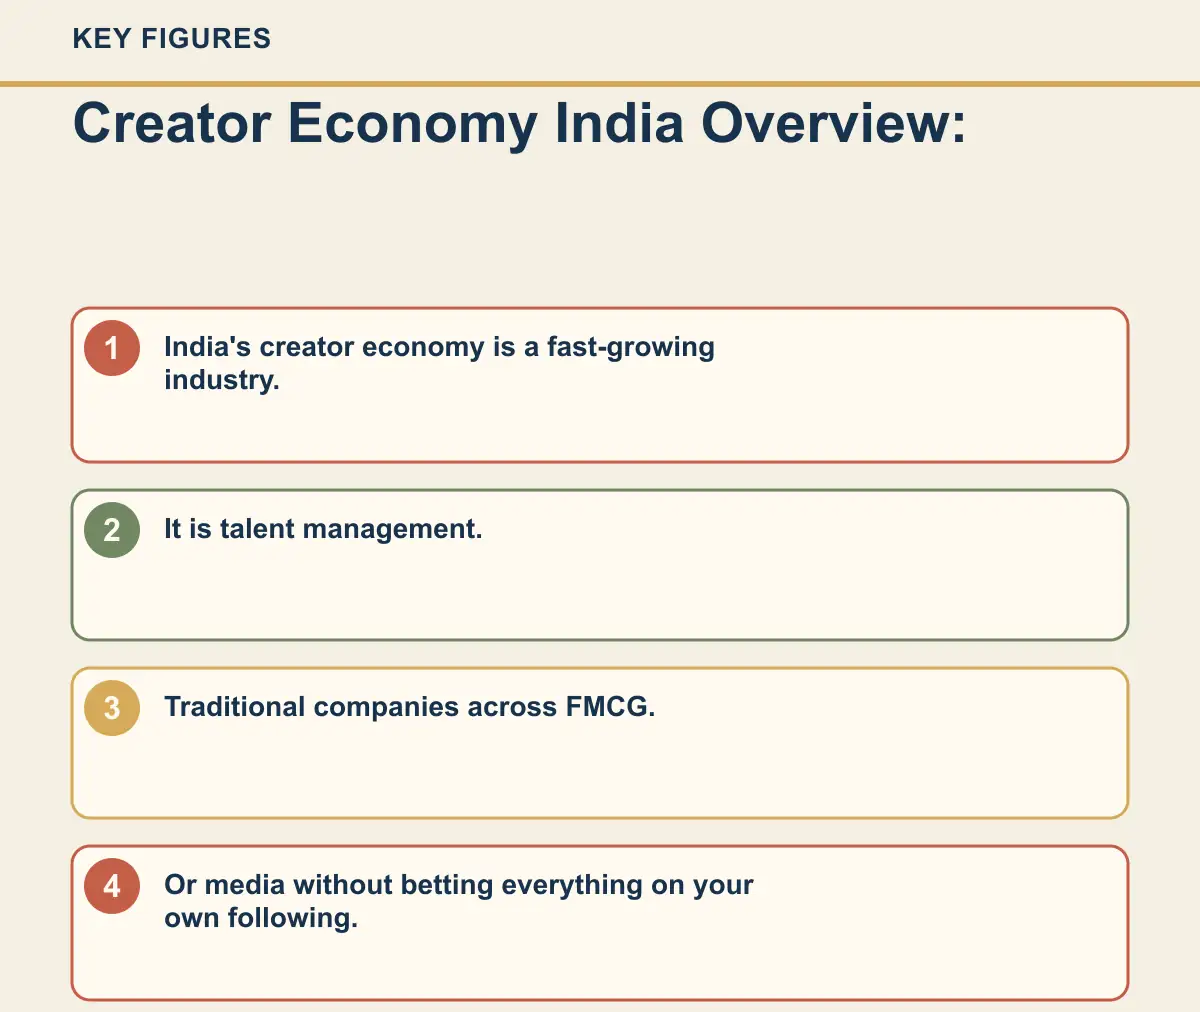 KEY FIGURES
Creator Economy India Overview:
1
India's creator economy is a fast-growing
industry.
2
It is talent management.
3
Traditional companies across FMCG.
4
Or media without betting everything on your
own following.